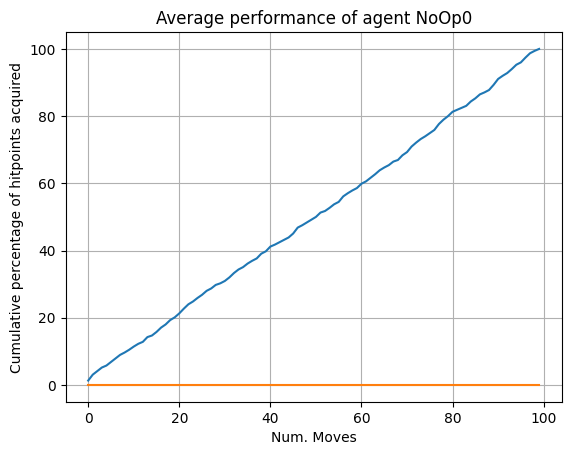 Average performance of agent NoOp0
Cumulative percentage of hitpoints acquired
100
80
60
40
20
0
0 20 40 60 80 100
Num. Moves